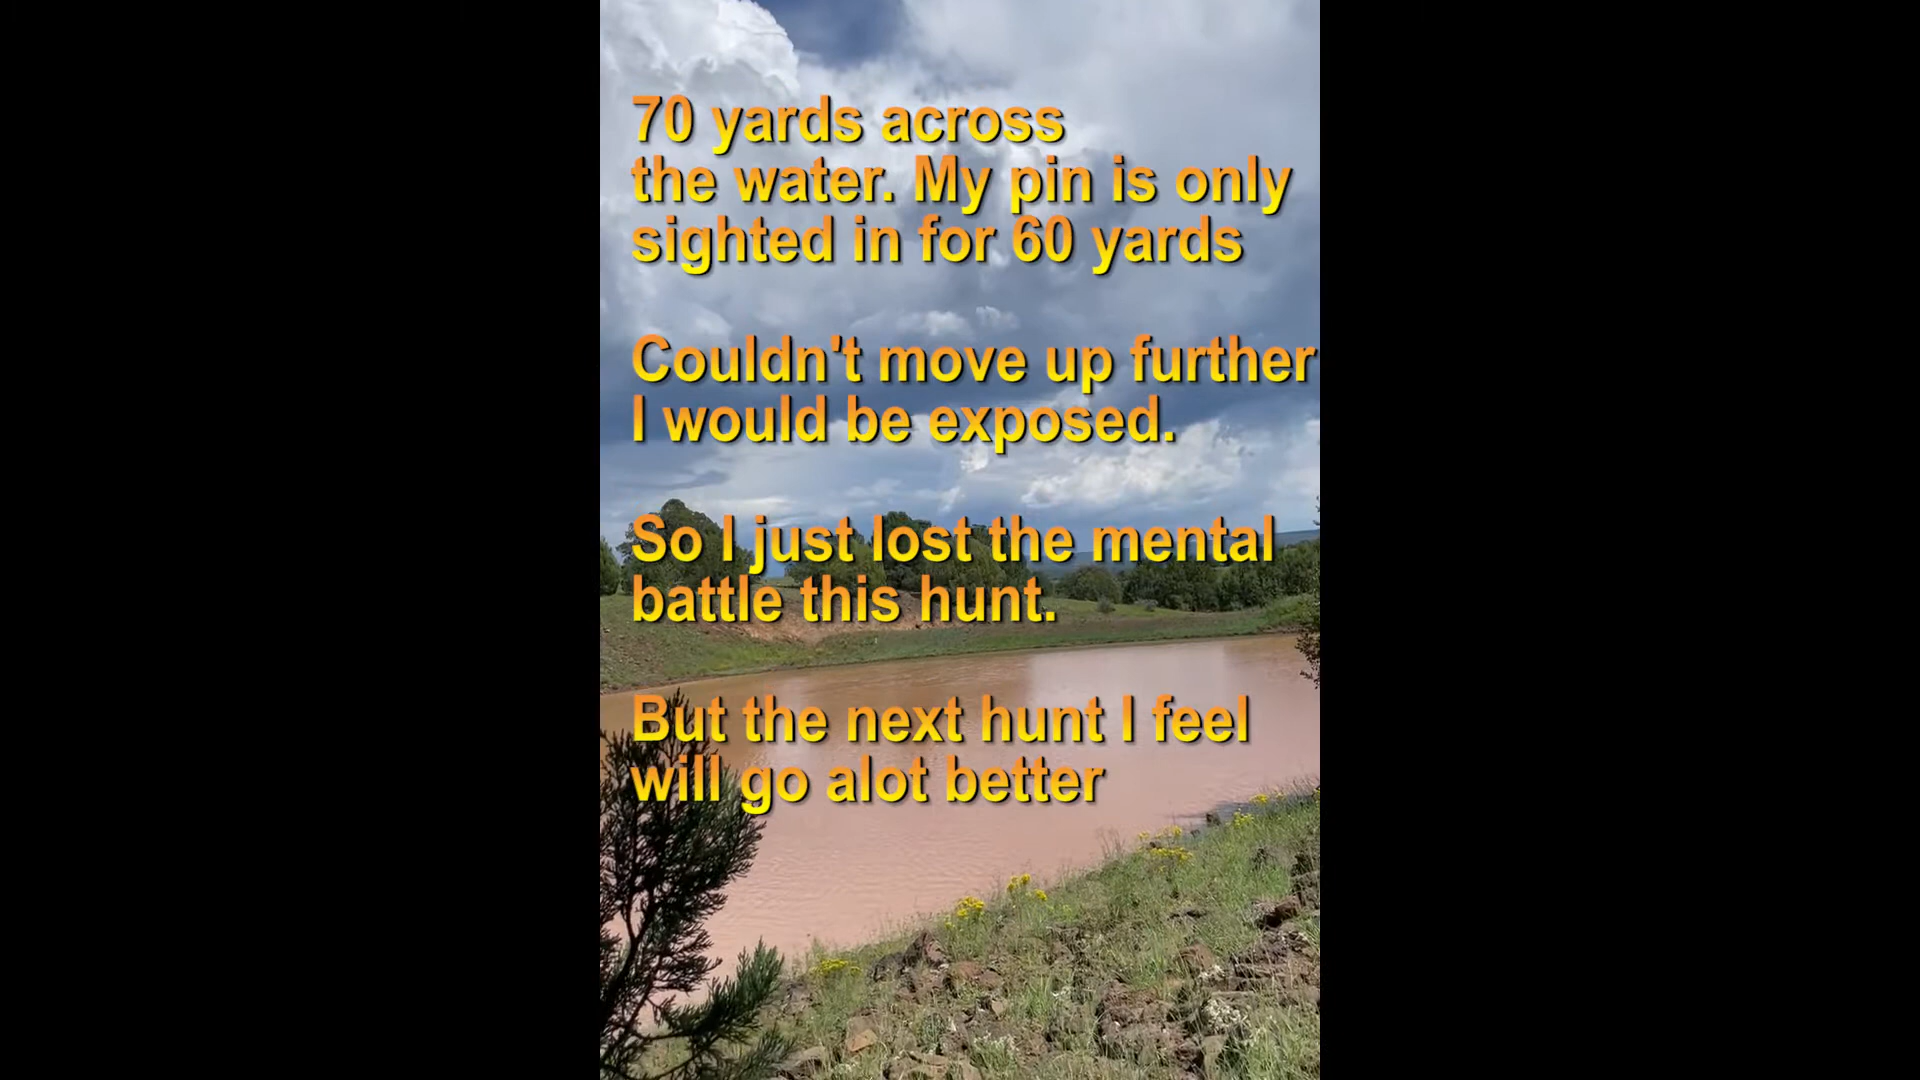 70 yards across
the water. My pin is only
sighted in for 60 yards
Couldn't move up further
I would be exposed.
So I just lost the mental
battle this hunt.
But the next hunt I feel
will go alot better